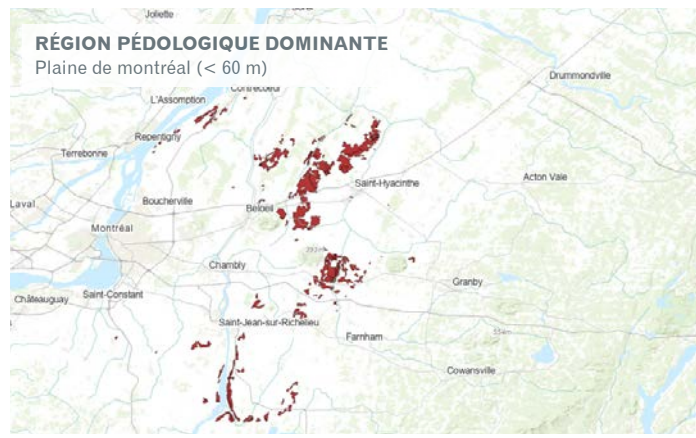 Joliette
RÉGION PÉDOLOGIQUE DOMINANTE
Plaine de montréal (< 60 m)
Drummondville
Contrecoeur
L'Assomption
Repentigny
Terrebonne
Saint-Hyacinthe
Acton Vale
Laval
Boucherville
Beloeil
Montréal
Chambly
Granby
Châteauguay
Saint-Constant
Saint-Jean-sur-Richelieu
Farnham
Cowansville